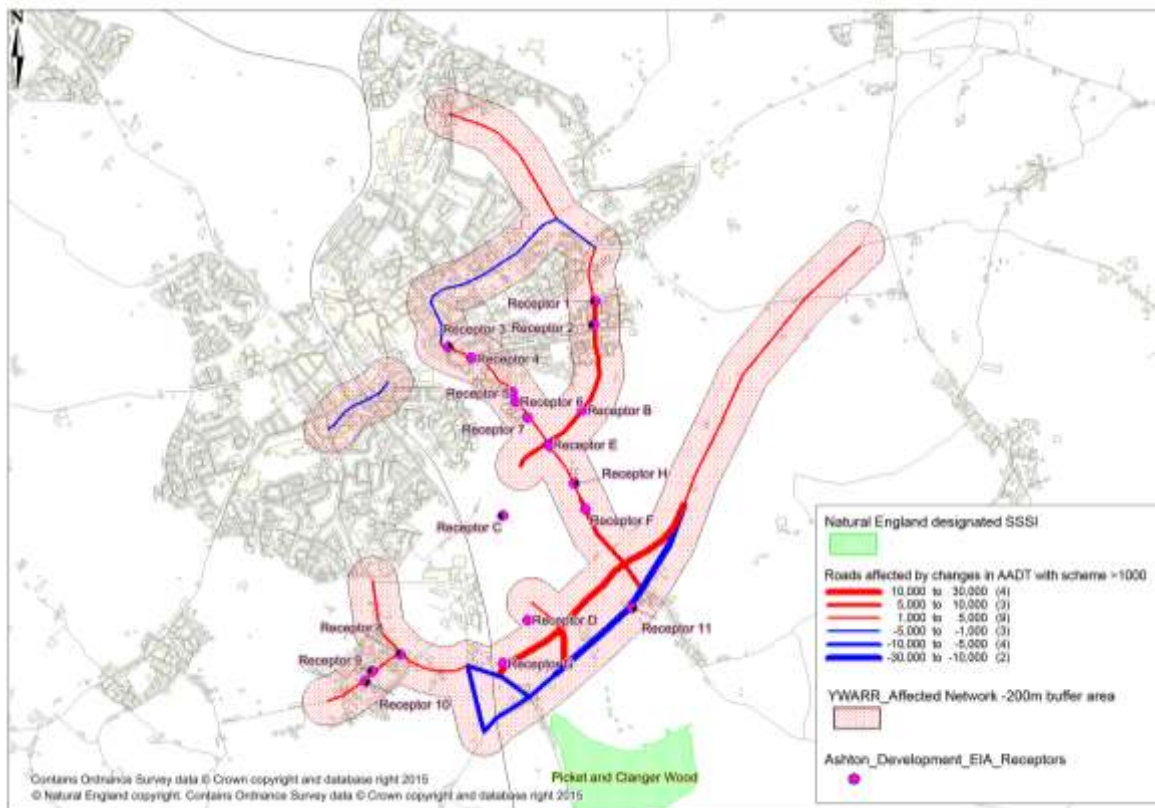 N
Receptor 1
Receptor 2
Receptor 3
Receptor 4
Receptor 5
Receptor 6
Receptor B
Receptor 7
Receptor E
Receptor H
Receptor F
Receptor C
Receptor D
Receptor 11
Receptor 9
Receptor 10
Picket and Clanger Wood
Natural England designated SSSI
Roads affected by changes in AADT with scheme >1000
10,000 to 30,000 (4)
5,000 to 10,000 (3)
1,000 to 5,000 (9)
-5,000 to -1,000 (3)
-10,000 to -5,000 (4)
-30,000 to -10,000 (2)
YWARR_Affected Network -200m buffer area
Ashton_Development_EIA_Receptors
Contains Ordnance Survey data © Crown copyright and database right 2015
© Natural England copyright. Contains Ordnance Survey data © Crown copyright and database right 2015